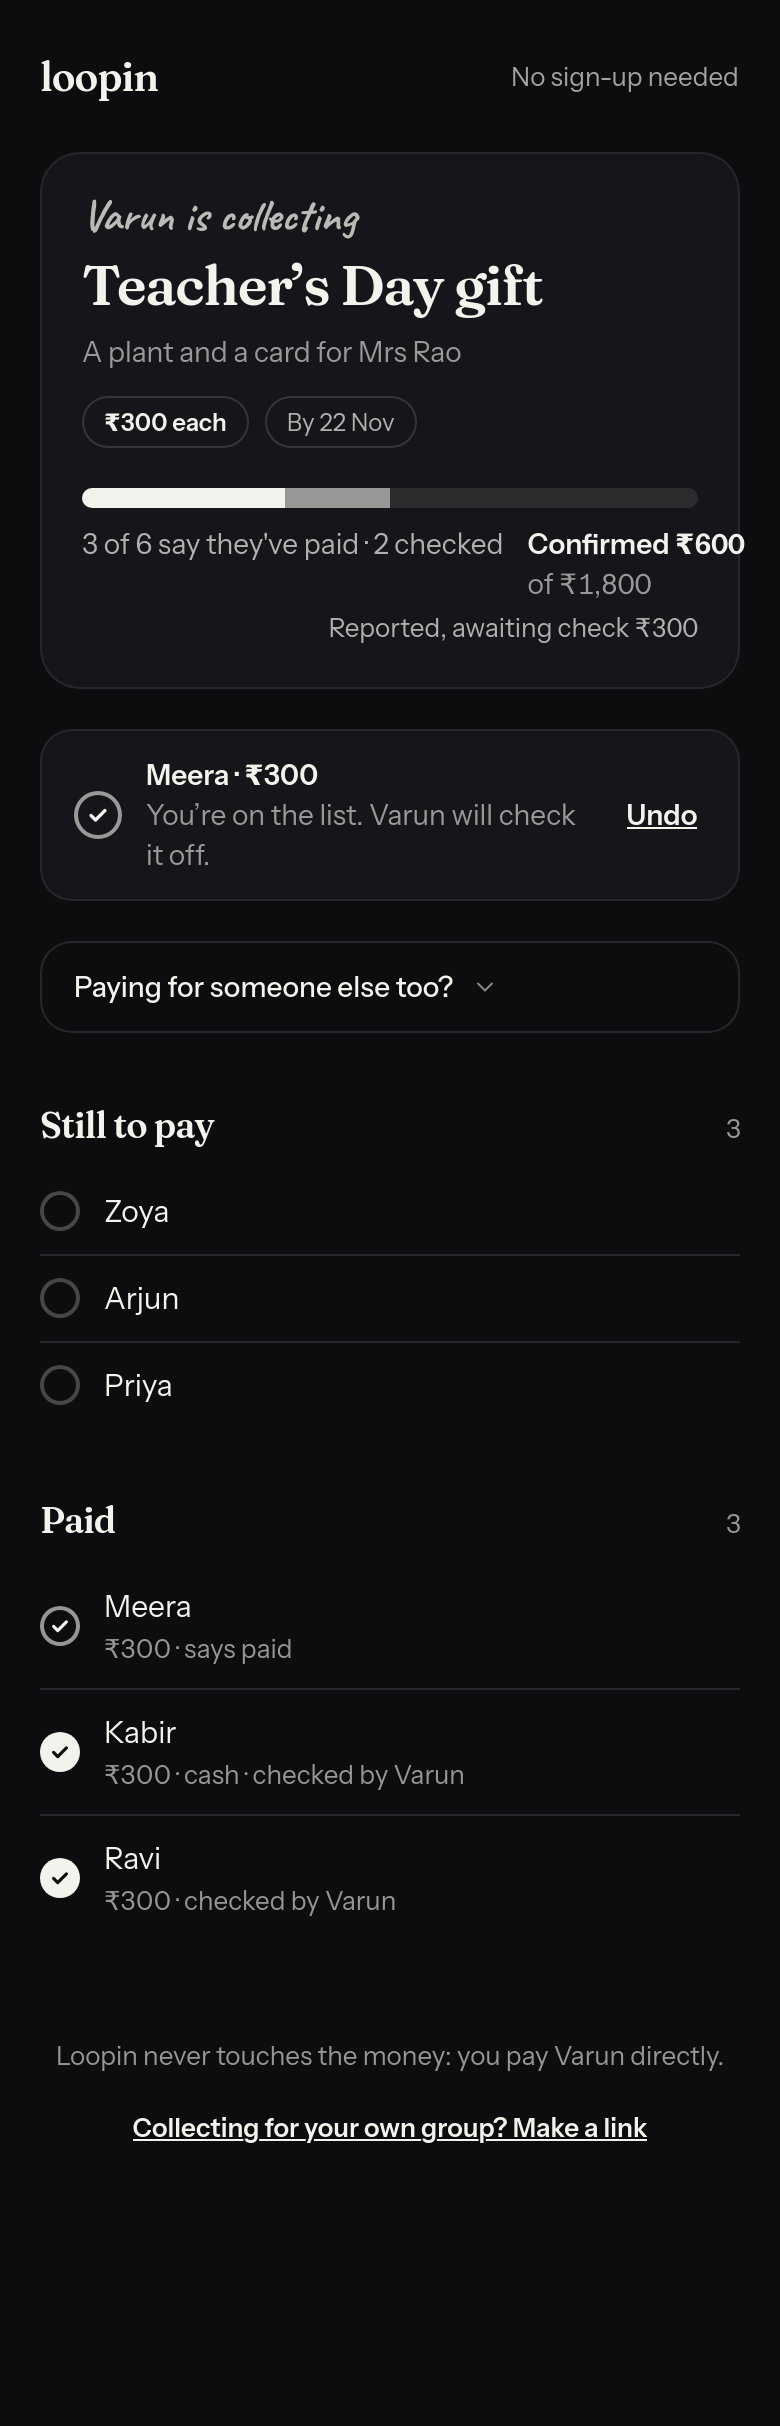 loopin
No sign-up needed
Varun is collecting
Teacher’s Day gift
A plant and a card for Mrs Rao
₹300 each
By 22 Nov
3 of 6 say they've paid · 2 checked
Confirmed ₹600
of ₹1,800
Reported, awaiting check ₹300
Meera · ₹300
You’re on the list. Varun will check
it off.
Undo
Paying for someone else too?
Still to pay
3
Zoya
Arjun
Priya
Paid
3
Meera
₹300 · says paid
Kabir
₹300 · cash · checked by Varun
Ravi
₹300 · checked by Varun
Loopin never touches the money: you pay Varun directly.
Collecting for your own group? Make a link